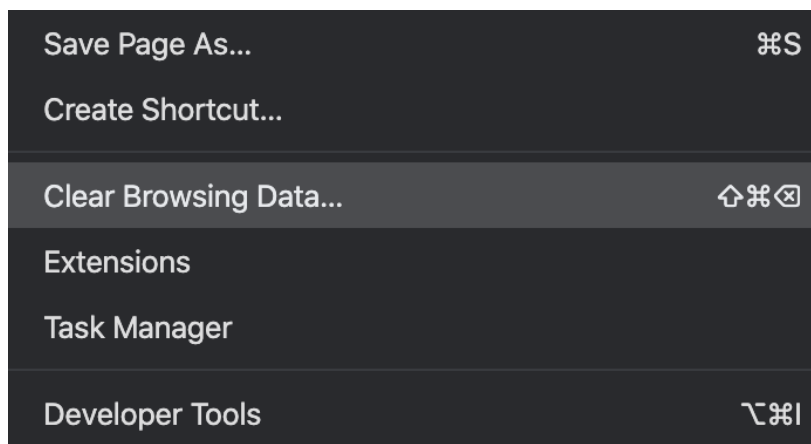 Save Page As... ⌘S
Create Shortcut...
Clear Browsing Data... ⇧⌘⌫
Extensions
Task Manager
Developer Tools ⌥⌘I